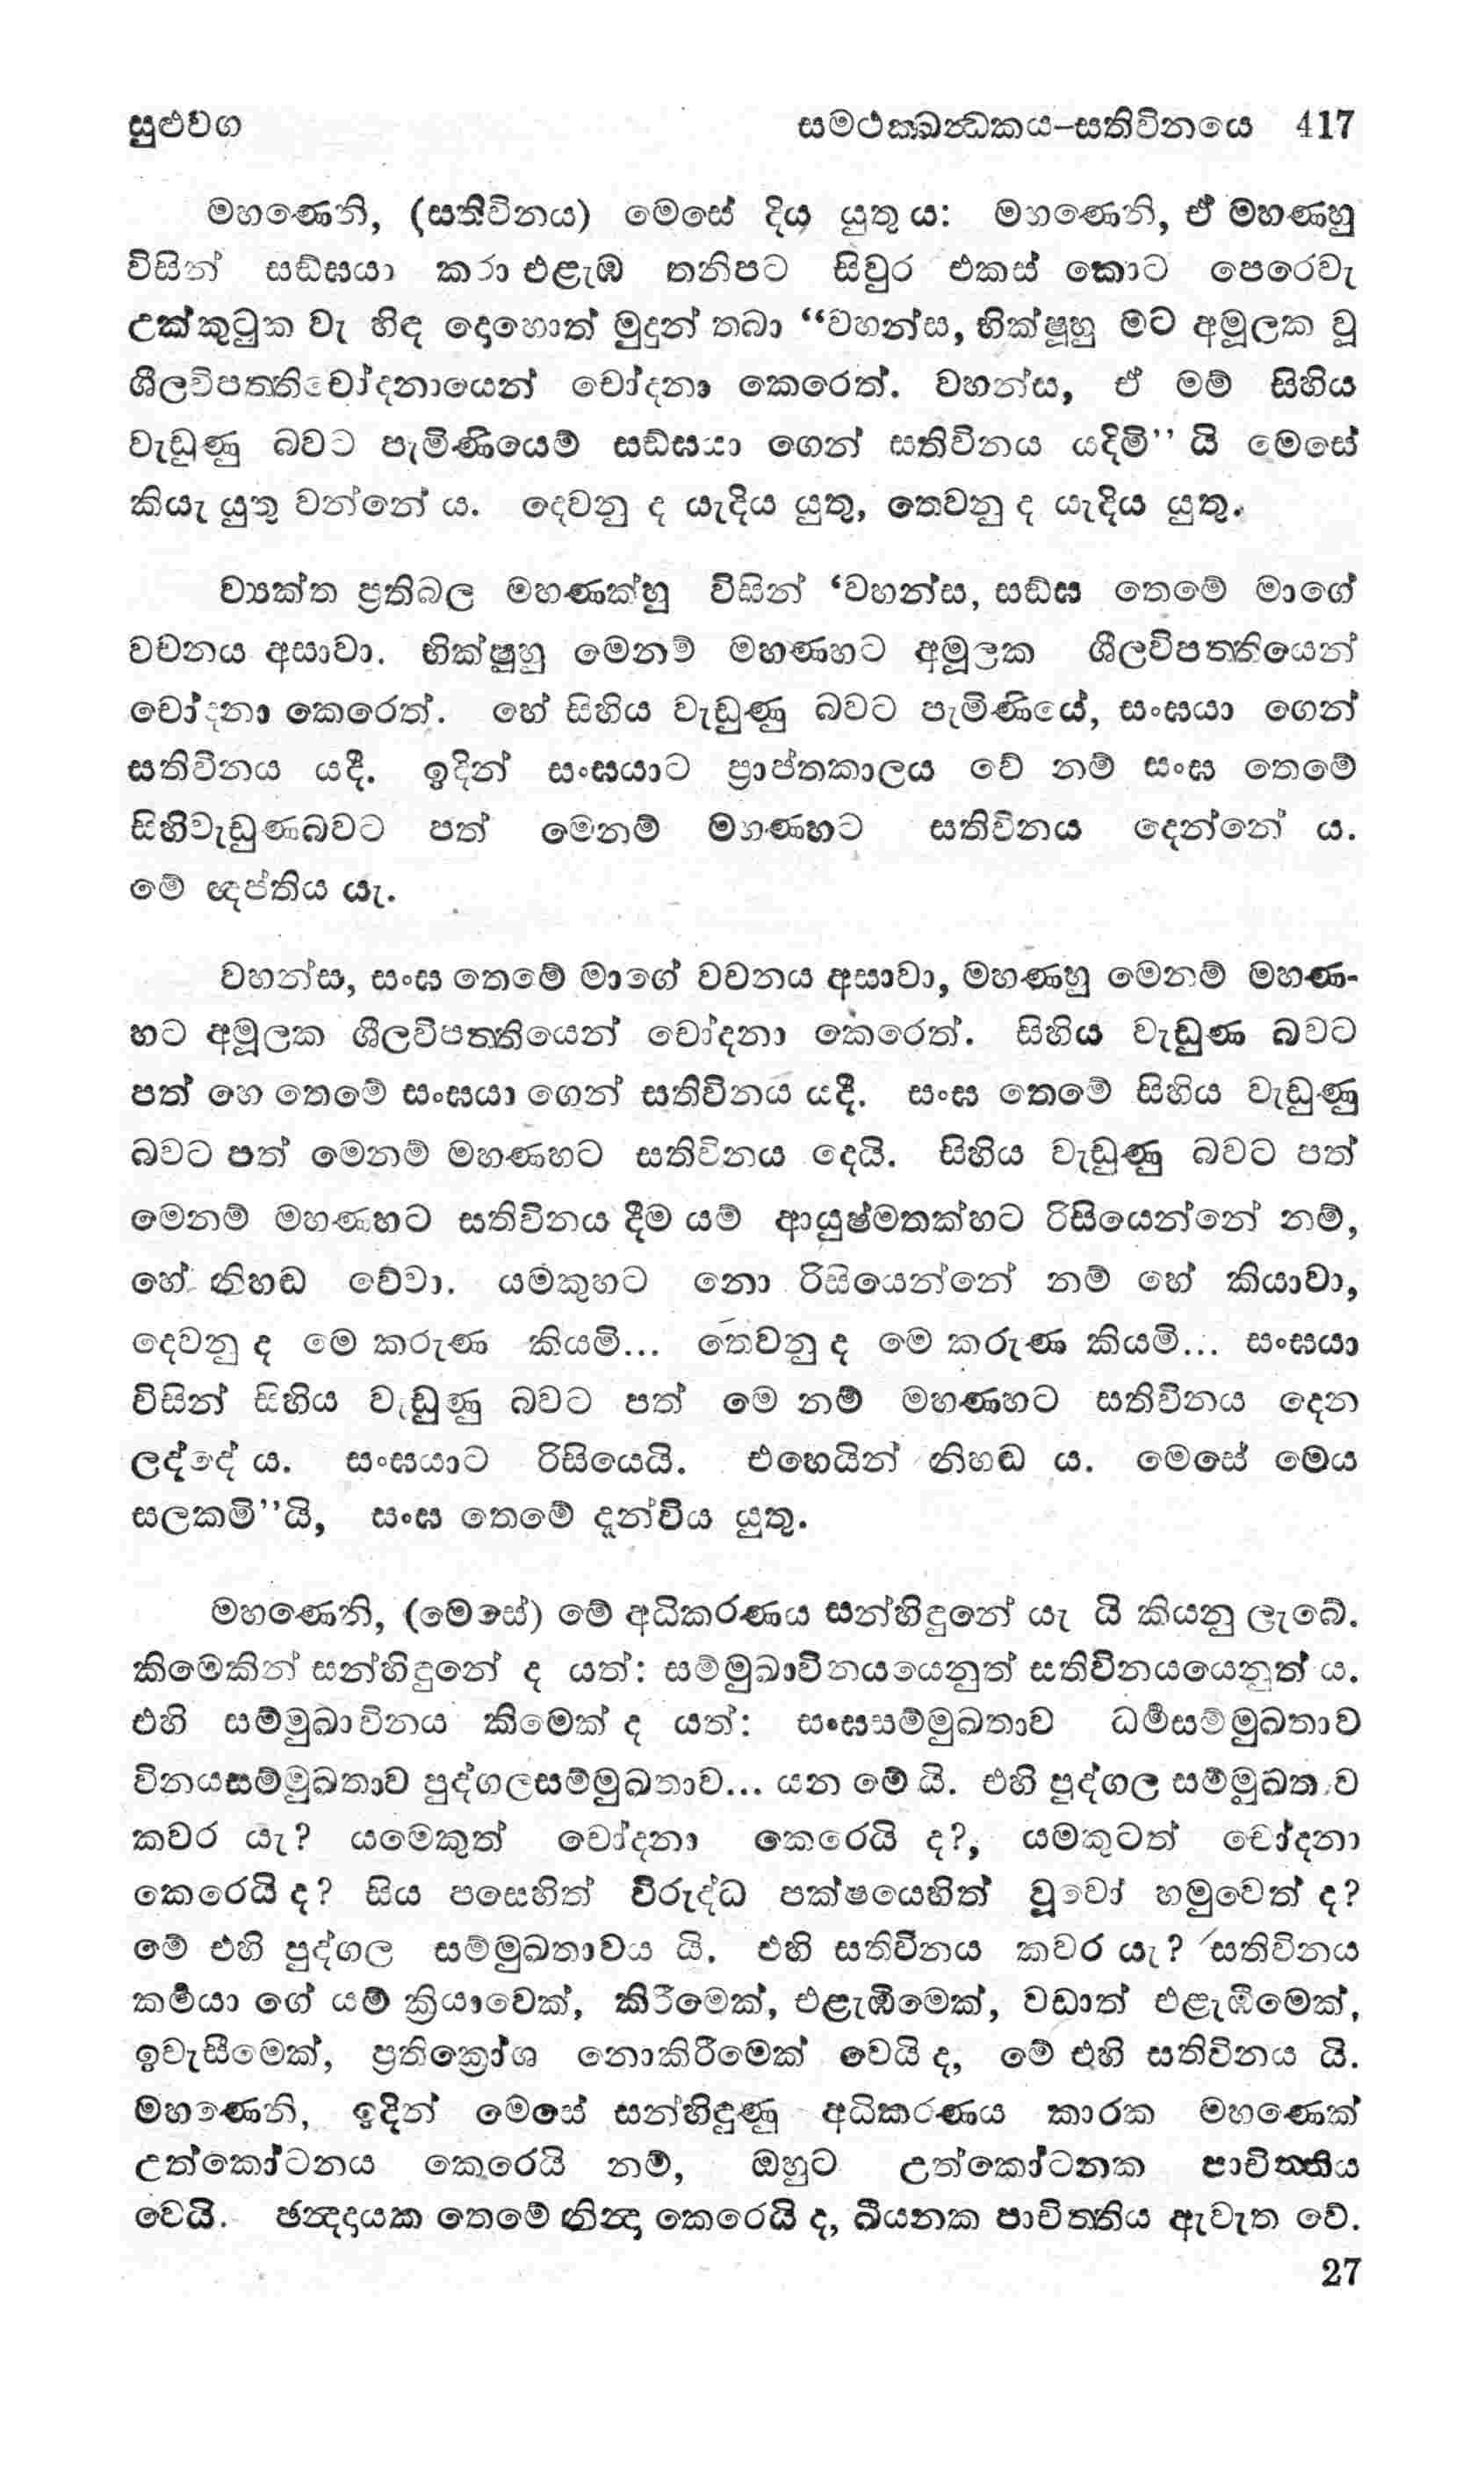 සුළුවග සමථක්ඛන්ධකය–සතිවිනයෙ 417
මහණෙනි, (සතිවිනය) මෙසේ දිය යුතු ය: මහණෙනි, ඒ මහණහු
විසින් සඞ්ඝයා කරා එළැඹ තනිපට සිවුර එකස් කොට පෙරෙවැ
උක්කුටුක වැ හිඳ දොහොත් මුදුන් තබා “වහන්ස, භික්ෂූහු මට අමූලක වූ
ශීලවිපත්තිචෝදනායෙන් චෝදනා කෙරෙත්. වහන්ස, ඒ මම් සිහිය
වැඩුණු බවට පැමිණියෙම් සඞ්ඝයා ගෙන් සතිවිනය යදිමි’’ යි මෙසේ
කියැ යුතු වන්නේ ය. දෙවනු ද යැදිය යුතු, තෙවනු ද යැදිය යුතු.
ව්‍යක්ත ප්‍රතිබල මහණක්හු විසින් ‘වහන්ස, සඞ්ඝ තෙමේ මාගේ
වචනය අසාවා. භික්ෂූහු මෙනම් මහණහට අමූලක ශීලවිපත්තියෙන්
චෝදනා කෙරෙත්. හේ සිහිය වැඩුණු බවට පැමිණියේ, සංඝයා ගෙන්
සතිවිනය යදී. ඉදින් සංඝයාට ප්‍රාප්තකාලය වේ නම් සංඝ තෙමේ
සිහිවැඩුණබවට පත් මෙනම් මහණහට සතිවිනය දෙන්නේ ය.
මේ ඥප්තිය යැ.
වහන්ස, සංඝ තෙමේ මාගේ වචනය අසාවා, මහණහු මෙනම් මහණ-
හට අමූලක ශීලවිපත්තියෙන් චෝදනා කෙරෙත්. සිහිය වැඩුණ බවට
පත් හෙ තෙමේ සංඝයා ගෙන් සතිවිනය යදී. සංඝ තෙමේ සිහිය වැඩුණු
බවට පත් මෙනම් මහණහට සතිවිනය දෙයි. සිහිය වැඩුණු බවට පත්
මෙනම් මහණහට සතිවිනය දීම යම් ආයුෂ්මතක්හට රිසියෙන්නේ නම්,
හේ නිහඬ වේවා. යමකුහට නො රිසියෙන්නේ නම් හේ කියාවා,
දෙවනු ද මෙ කරුණ කියමි... තෙවනු ද මෙ කරුණ කියමි... සංඝයා
විසින් සිහිය වැඩුණු බවට පත් මෙ නම් මහණහට සතිවිනය දෙන
ලද්දේ ය. සංඝයාට රිසියෙයි. එහෙයින් නිහඬ ය. මෙසේ මෙය
සලකමි’’යි, සංඝ තෙමේ දැන්විය යුතු.
මහණෙනි, (මෙසේ) මේ අධිකරණය සන්හිඳුනේ යැ යි කියනු ලැබේ.
කිමෙකින් සන්හිඳුනේ ද යත්: සම්මුඛාවිනයයෙනුත් සතිවිනයයෙනුත් ය.
එහි සම්මුඛාවිනය කිමෙක් ද යත්: සංඝසම්මුඛතාව ධර්‍මසම්මුඛතාව
විනයසම්මුඛතාව පුද්ගලසම්මුඛතාව... යන මේ යි. එහි පුද්ගල සම්මුඛතාව
කවර යැ? යමෙකුත් චෝදනා කෙරෙයි ද?, යමකුටත් චෝදනා
කෙරෙයි ද? සිය පසෙහිත් විරුද්ධ පක්ෂයෙහිත් වූවෝ හමුවෙත් ද?
මේ එහි පුද්ගල සම්මුඛතාවය යි. එහි සතිවිනය කවර යැ? සතිවිනය
කර්‍මයා ගේ යම් ක්‍රියාවෙක්, කිරීමෙක්, එළැඹීමෙක්, වඩාත් එළැඹීමෙක්,
ඉවැසීමෙක්, ප්‍රතික්‍රෝශ නොකිරීමෙක් වෙයි ද, මේ එහි සතිවිනය යි.
මහණෙනි, ඉදින් මෙසේ සන්හිඳුණු අධිකරණය කාරක මහණෙක්
උත්කෝටනය කෙරෙයි නම්, ඔහුට උත්කෝටනක පාචිත්තිය
වෙයි. ඡන්දදායක තෙමේ නින්දා කෙරෙයි ද, ඛීයනක පාචිත්තිය ඇවැත වේ.
27